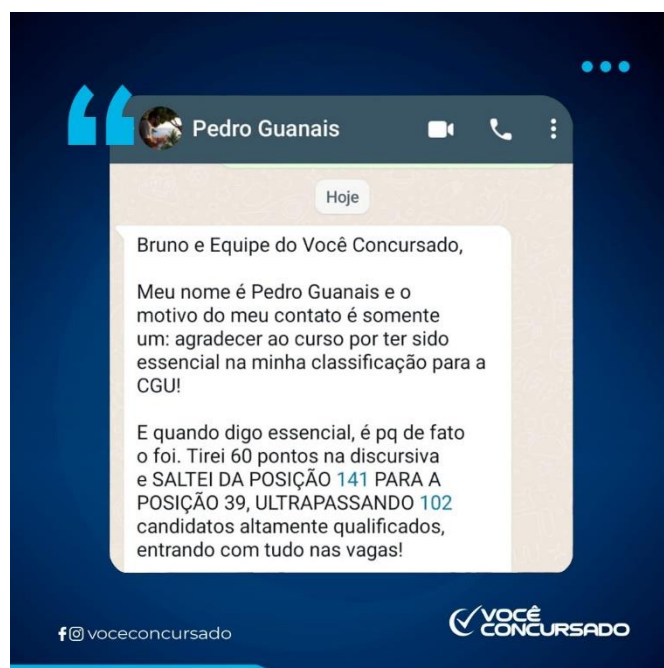 Pedro Guanais
Hoje
Bruno e Equipe do Você Concursado,
Meu nome é Pedro Guanais e o
motivo do meu contato é somente
um: agradecer ao curso por ter sido
essencial na minha classificação para a
CGU!
E quando digo essencial, é pq de fato
o foi. Tirei 60 pontos na discursiva
e SALTEI DA POSIÇÃO 141 PARA A
POSIÇÃO 39, ULTRAPASSANDO 102
candidatos altamente qualificados,
entrando com tudo nas vagas!
voceconcursado
VOCÊ
CONCURSADO